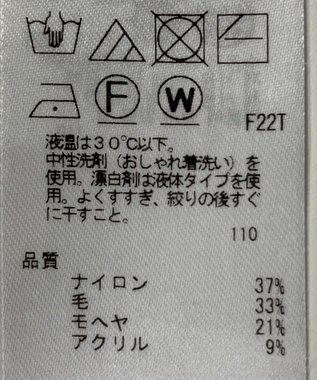 F W
F22T
液温は30℃以下。
中性洗剤（おしゃれ着洗い）を
使用。漂白剤は液体タイプを使
用。よくすすぎ、絞りの後すぐ
に干すこと。
110
品質
ナイロン 37%
毛 33%
モヘヤ 21%
アクリル 9%